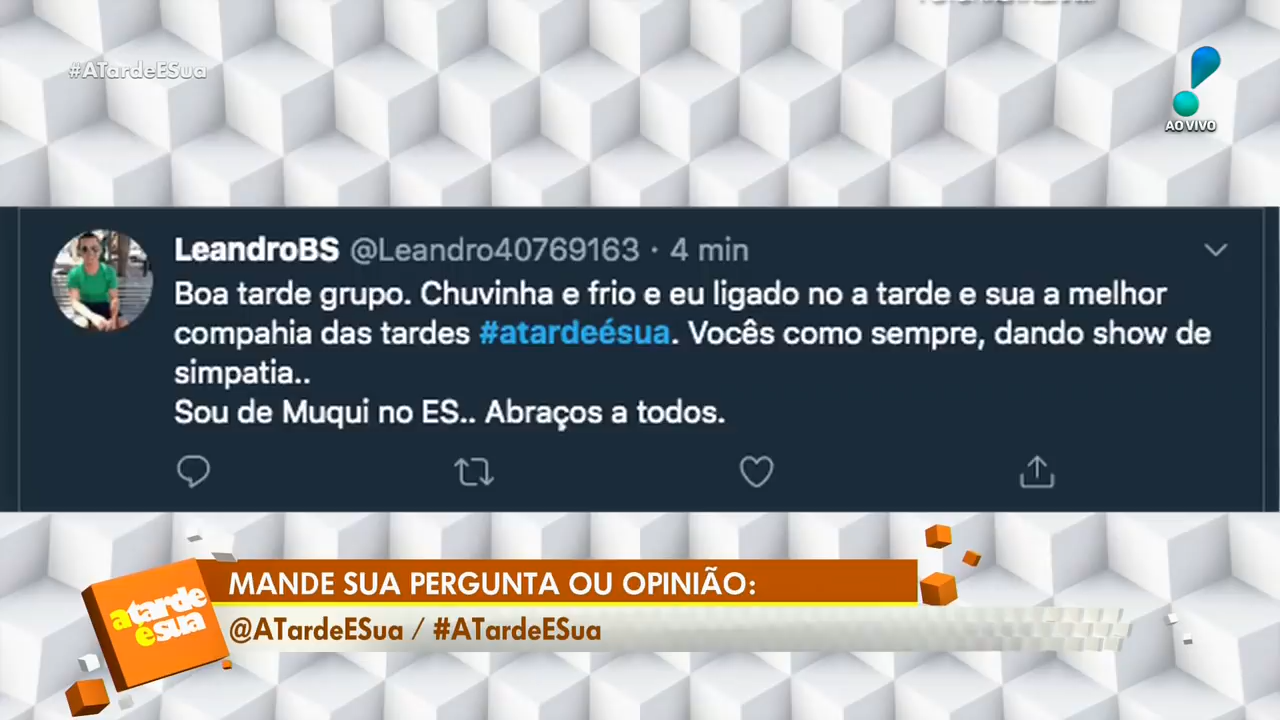 #ATardeESua
AO VIVO
LeandroBS @Leandro40769163 · 4 min
Boa tarde grupo. Chuvinha e frio e eu ligado no a tarde e sua a melhor
compahia das tardes #atardeésua. Vocês como sempre, dando show de
simpatia..
Sou de Muqui no ES.. Abraços a todos.
a tarde
é sua
MANDE SUA PERGUNTA OU OPINIÃO:
@ATardeESua / #ATardeESua